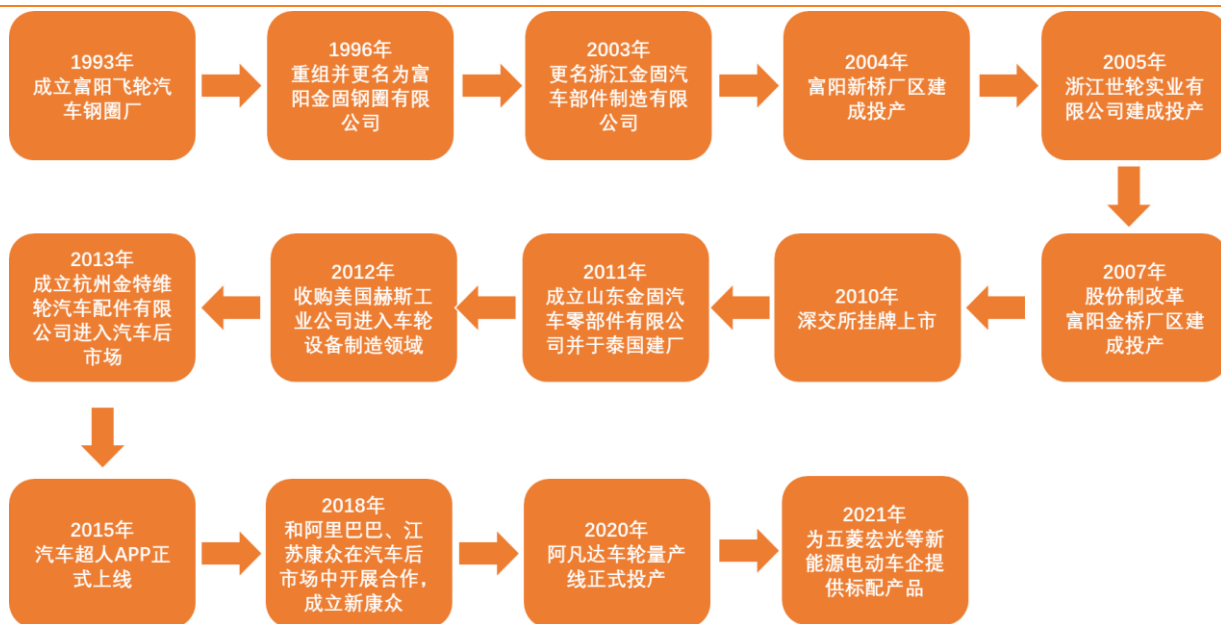 1993年
成立富阳飞轮汽
车钢圈厂
1996年
重组并更名为富
阳金固钢圈有限
公司
2003年
更名浙江金固汽
车部件制造有限
公司
2004年
富阳新桥厂区建
成投产
2005年
浙江世轮实业有
限公司建成投产
2007年
股份制改革
富阳金桥厂区建
成投产
2010年
深交所挂牌上市
2011年
成立山东金固汽
车零部件有限公
司并于泰国建厂
2012年
收购美国赫斯工
业公司进入车轮
设备制造领域
2013年
成立杭州金特维
轮汽车配件有限
公司进入汽车后
市场
2015年
汽车超人APP正
式上线
2018年
和阿里巴巴、江
苏康众在汽车后
市场中开展合作，
成立新康众
2020年
阿凡达车轮量产
线正式投产
2021年
为五菱宏光等新
能源电动车企提
供标配产品